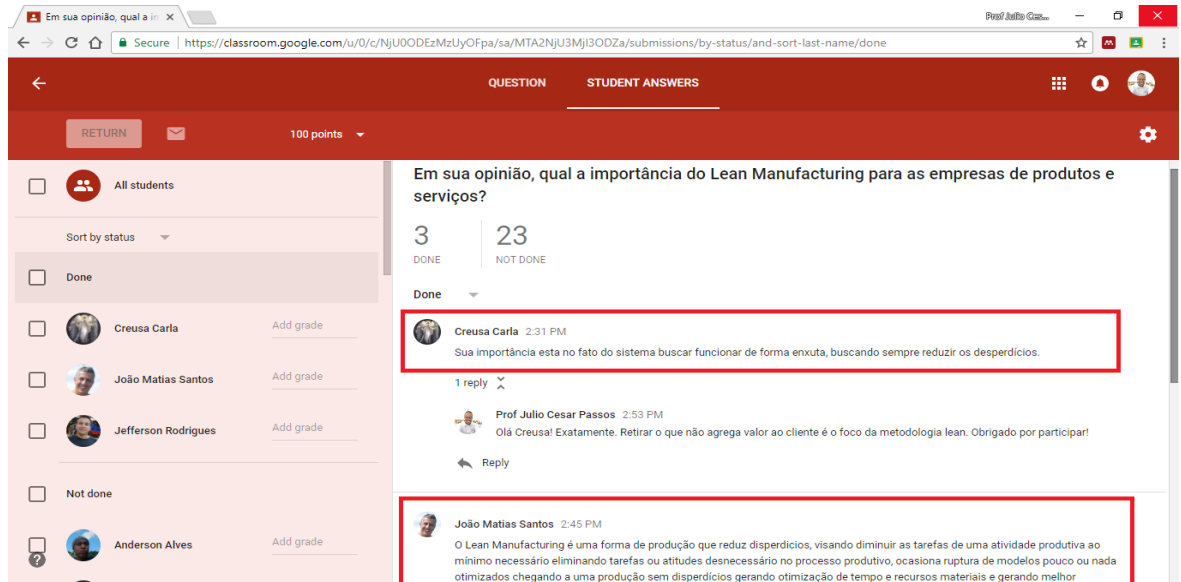 Em sua opinião, qual a in
Prof Julio Ces...
Secure | https://classroom.google.com/u/0/c/NjU0ODEzMzUyOFpa/sa/MTA2NjU3MjI3ODZa/submissions/by-status/and-sort-last-name/done
QUESTION STUDENT ANSWERS
RETURN 100 points
All students
Sort by status
Done
Creusa Carla Add grade
João Matias Santos Add grade
Jefferson Rodrigues Add grade
Not done
Anderson Alves Add grade
Em sua opinião, qual a importância do Lean Manufacturing para as empresas de produtos e
serviços?
3 23
DONE NOT DONE
Done
Creusa Carla 2:31 PM
Sua importância esta no fato do sistema buscar funcionar de forma enxuta, buscando sempre reduzir os desperdícios.
1 reply
Prof Julio Cesar Passos 2:53 PM
Olá Creusa! Exatamente. Retirar o que não agrega valor ao cliente é o foco da metodologia lean. Obrigado por participar!
Reply
João Matias Santos 2:45 PM
O Lean Manufacturing é uma forma de produção que reduz disperdicios, visando diminuir as tarefas de uma atividade produtiva ao
mínimo necessário eliminando tarefas ou atitudes desnecessário no processo produtivo, ocasiona ruptura de modelos pouco ou nada
otimizados chegando a uma produção sem disperdícios gerando otimização de tempo e recursos materiais e gerando melhor